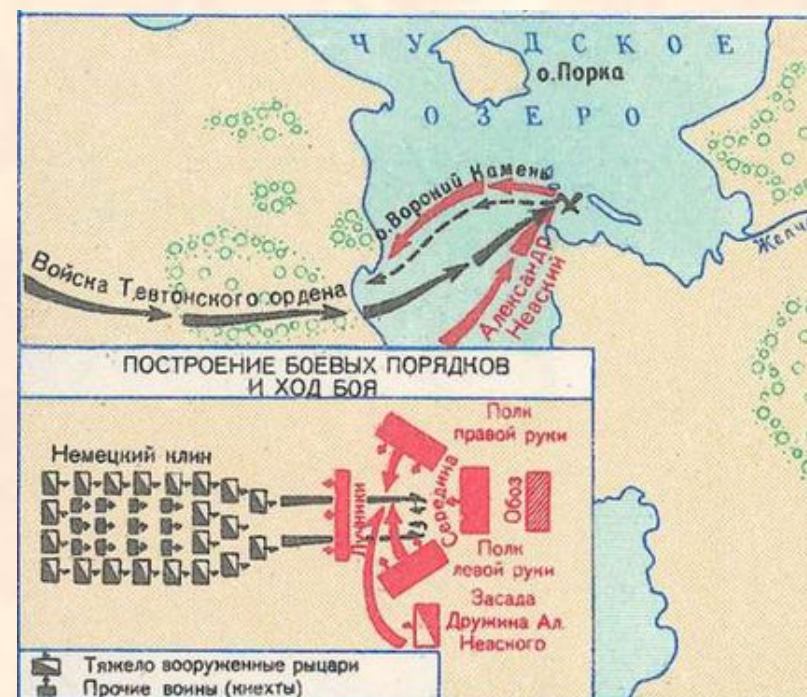 ЧУДСКОЕ
о.Порка
ОЗЕРО
о.Вороний Камень
Желча
Войска Тевтонского ордена
Александр
Невский
ПОСТРОЕНИЕ БОЕВЫХ ПОРЯДКОВ
И ХОД БОЯ
Полк
правой руки
Немецкий клин
Лучники
Середина
Обоз
Полк
левой руки
Засада
Дружина Ал.
Невского
Тяжело вооруженные рыцари
Прочие воины (кнехты)